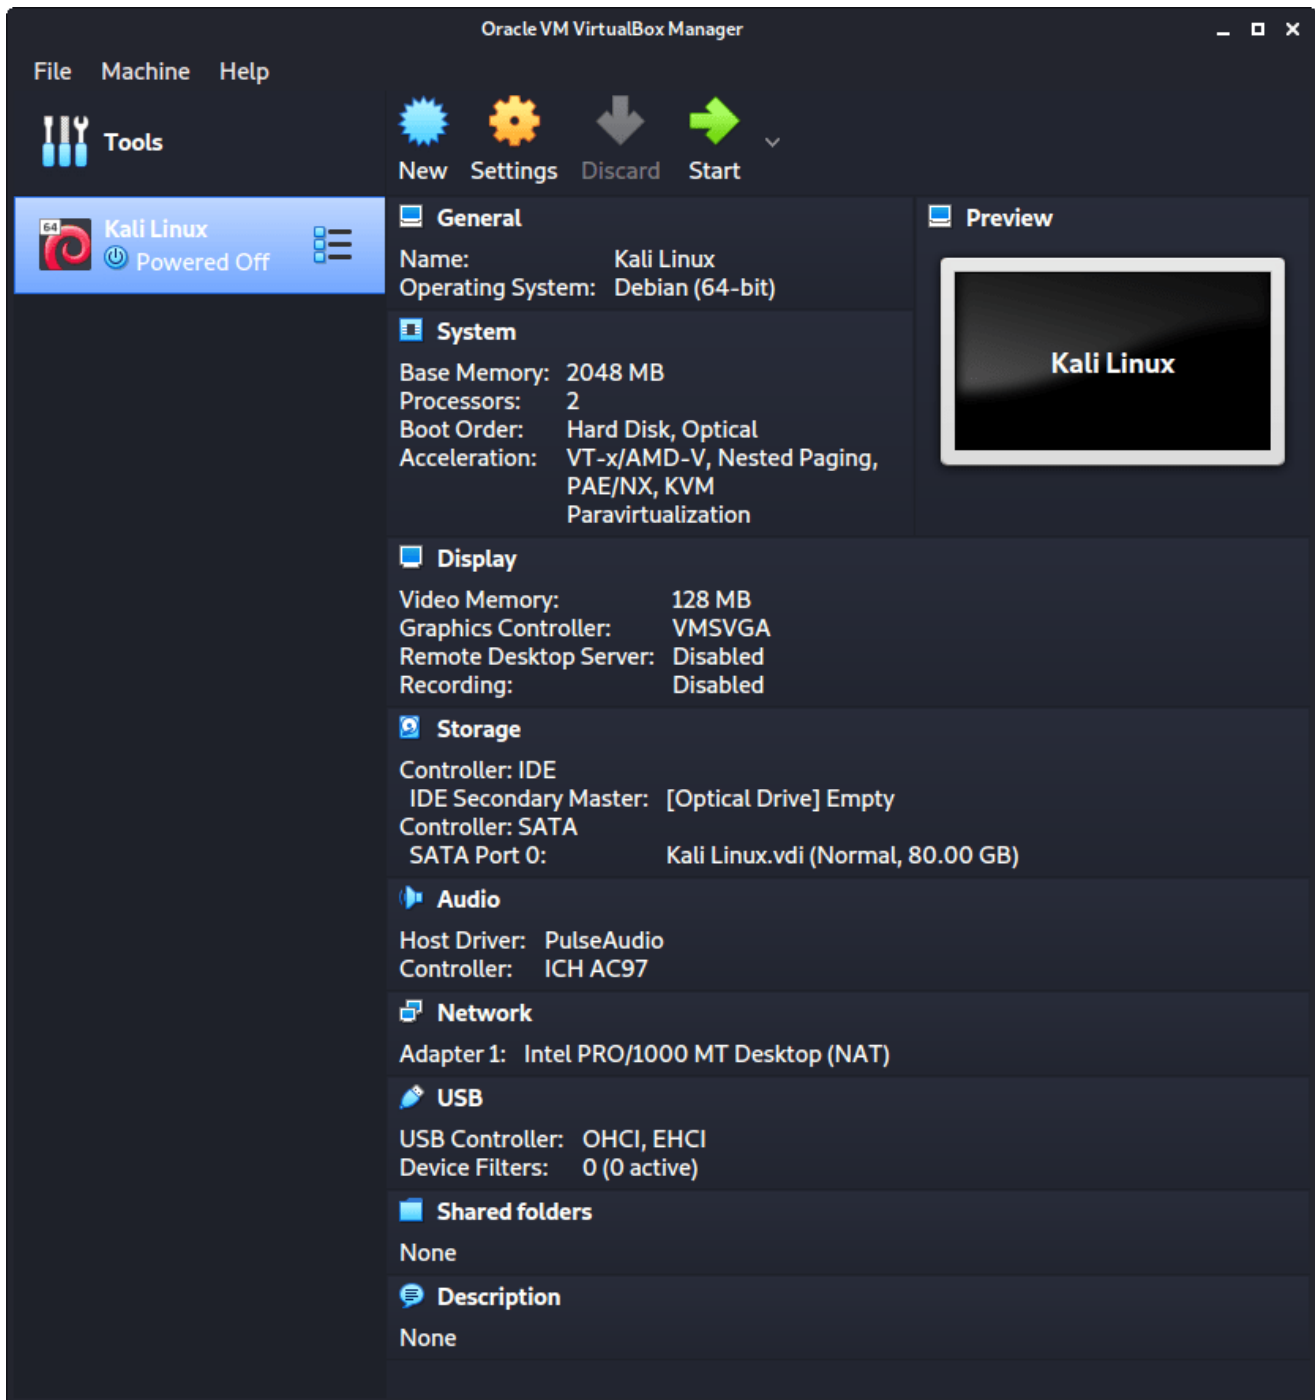 Oracle VM VirtualBox Manager
File Machine Help
Tools
New Settings Discard Start
64
Kali Linux
Powered Off
General
Name: Kali Linux
Operating System: Debian (64-bit)
Preview
Kali Linux
System
Base Memory: 2048 MB
Processors: 2
Boot Order: Hard Disk, Optical
Acceleration: VT-x/AMD-V, Nested Paging,
PAE/NX, KVM
Paravirtualization
Display
Video Memory: 128 MB
Graphics Controller: VMSVGA
Remote Desktop Server: Disabled
Recording: Disabled
Storage
Controller: IDE
IDE Secondary Master: [Optical Drive] Empty
Controller: SATA
SATA Port 0: Kali Linux.vdi (Normal, 80.00 GB)
Audio
Host Driver: PulseAudio
Controller: ICH AC97
Network
Adapter 1: Intel PRO/1000 MT Desktop (NAT)
USB
USB Controller: OHCI, EHCI
Device Filters: 0 (0 active)
Shared folders
None
Description
None